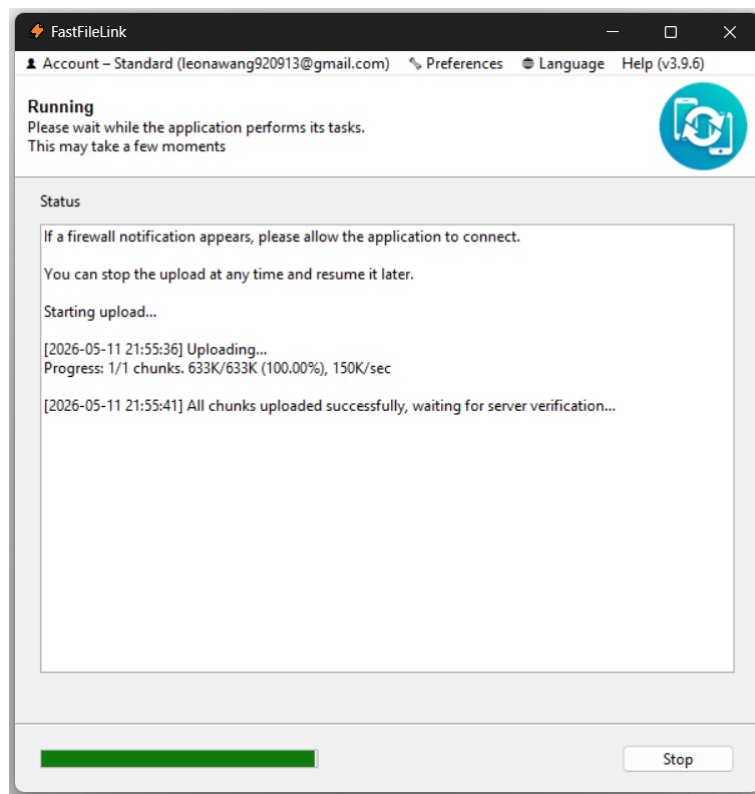 FastFileLink
Account – Standard (leonawang920913@gmail.com) Preferences Language Help (v3.9.6)
Running
Please wait while the application performs its tasks.
This may take a few moments
Status
If a firewall notification appears, please allow the application to connect.
You can stop the upload at any time and resume it later.
Starting upload...
[2026-05-11 21:55:36] Uploading...
Progress: 1/1 chunks. 633K/633K (100.00%), 150K/sec
[2026-05-11 21:55:41] All chunks uploaded successfully, waiting for server verification...
Stop